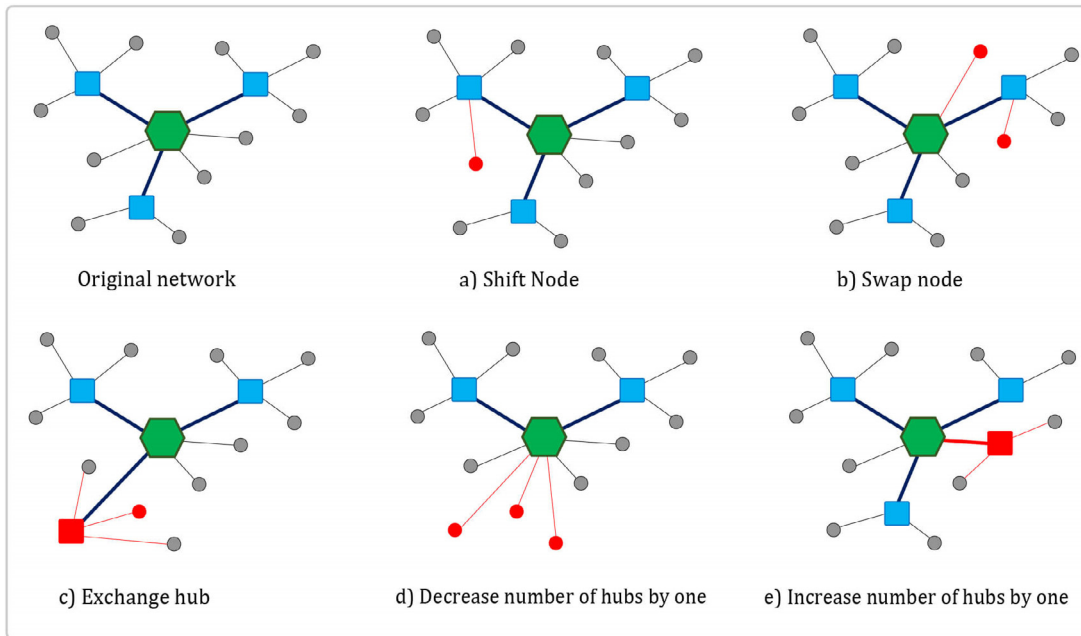 Original network
a) Shift Node
b) Swap node
c) Exchange hub
d) Decrease number of hubs by one
e) Increase number of hubs by one